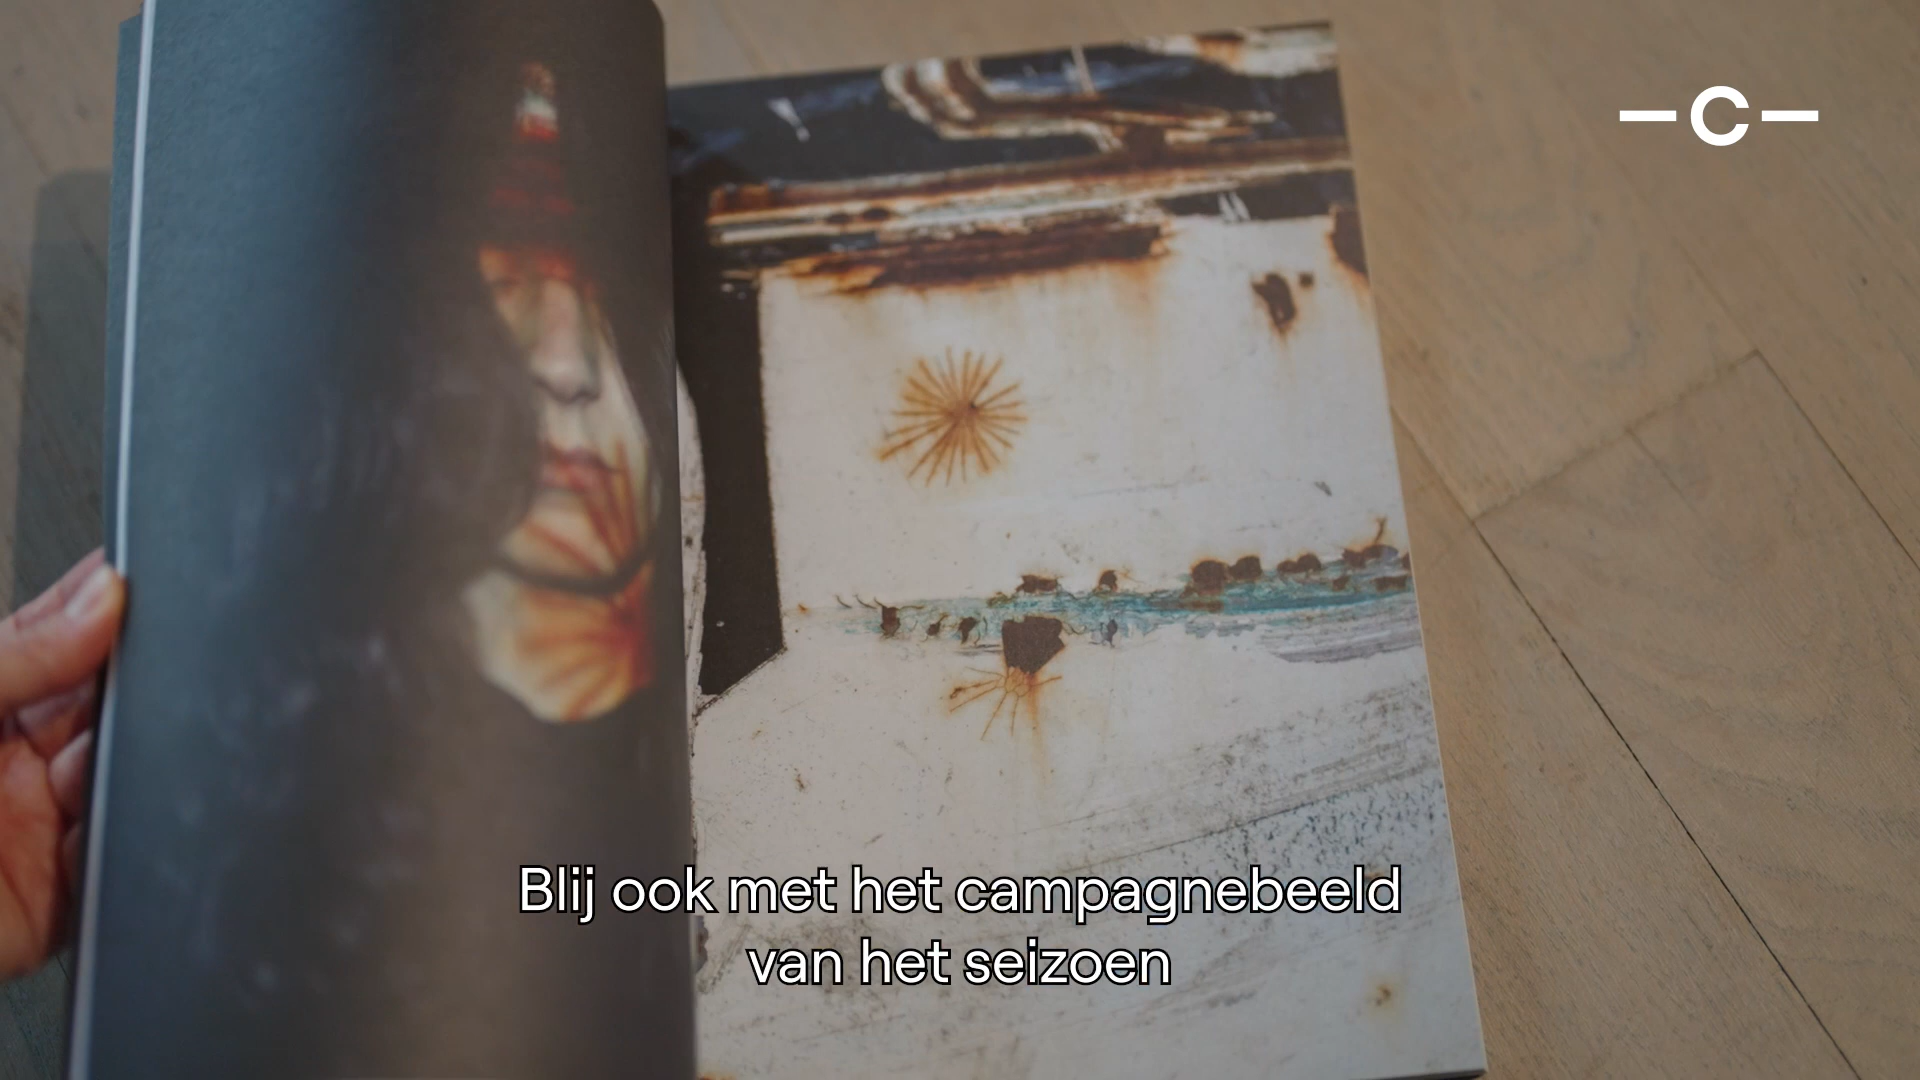 —C—
Blij ook met het campagnebeeld
van het seizoen